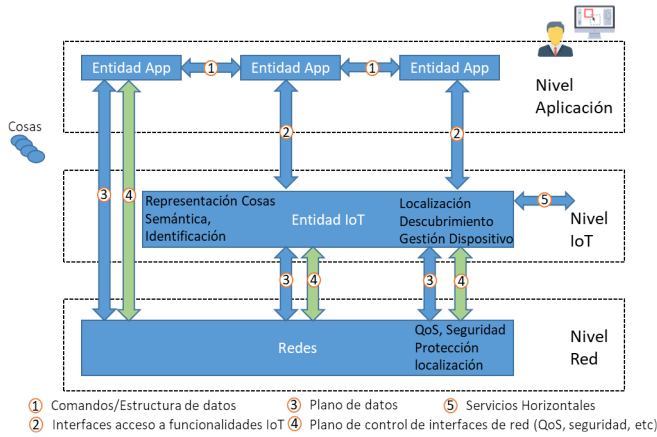 Entidad App
1
Entidad App
1
Entidad App
Nivel
Aplicación
Cosas
2
2
3
4
Representación Cosas
Semántica,
Identificación
Entidad IoT
Localización
Descubrimiento
Gestión Dispositivo
5
Nivel
IoT
3
4
3
4
Redes
QoS, Seguridad
Protección
localización
Nivel
Red
1 Comandos/Estructura de datos
3 Plano de datos
5 Servicios Horizontales
2 Interfaces acceso a funcionalidades IoT
4 Plano de control de interfaces de red (QoS, seguridad, etc)